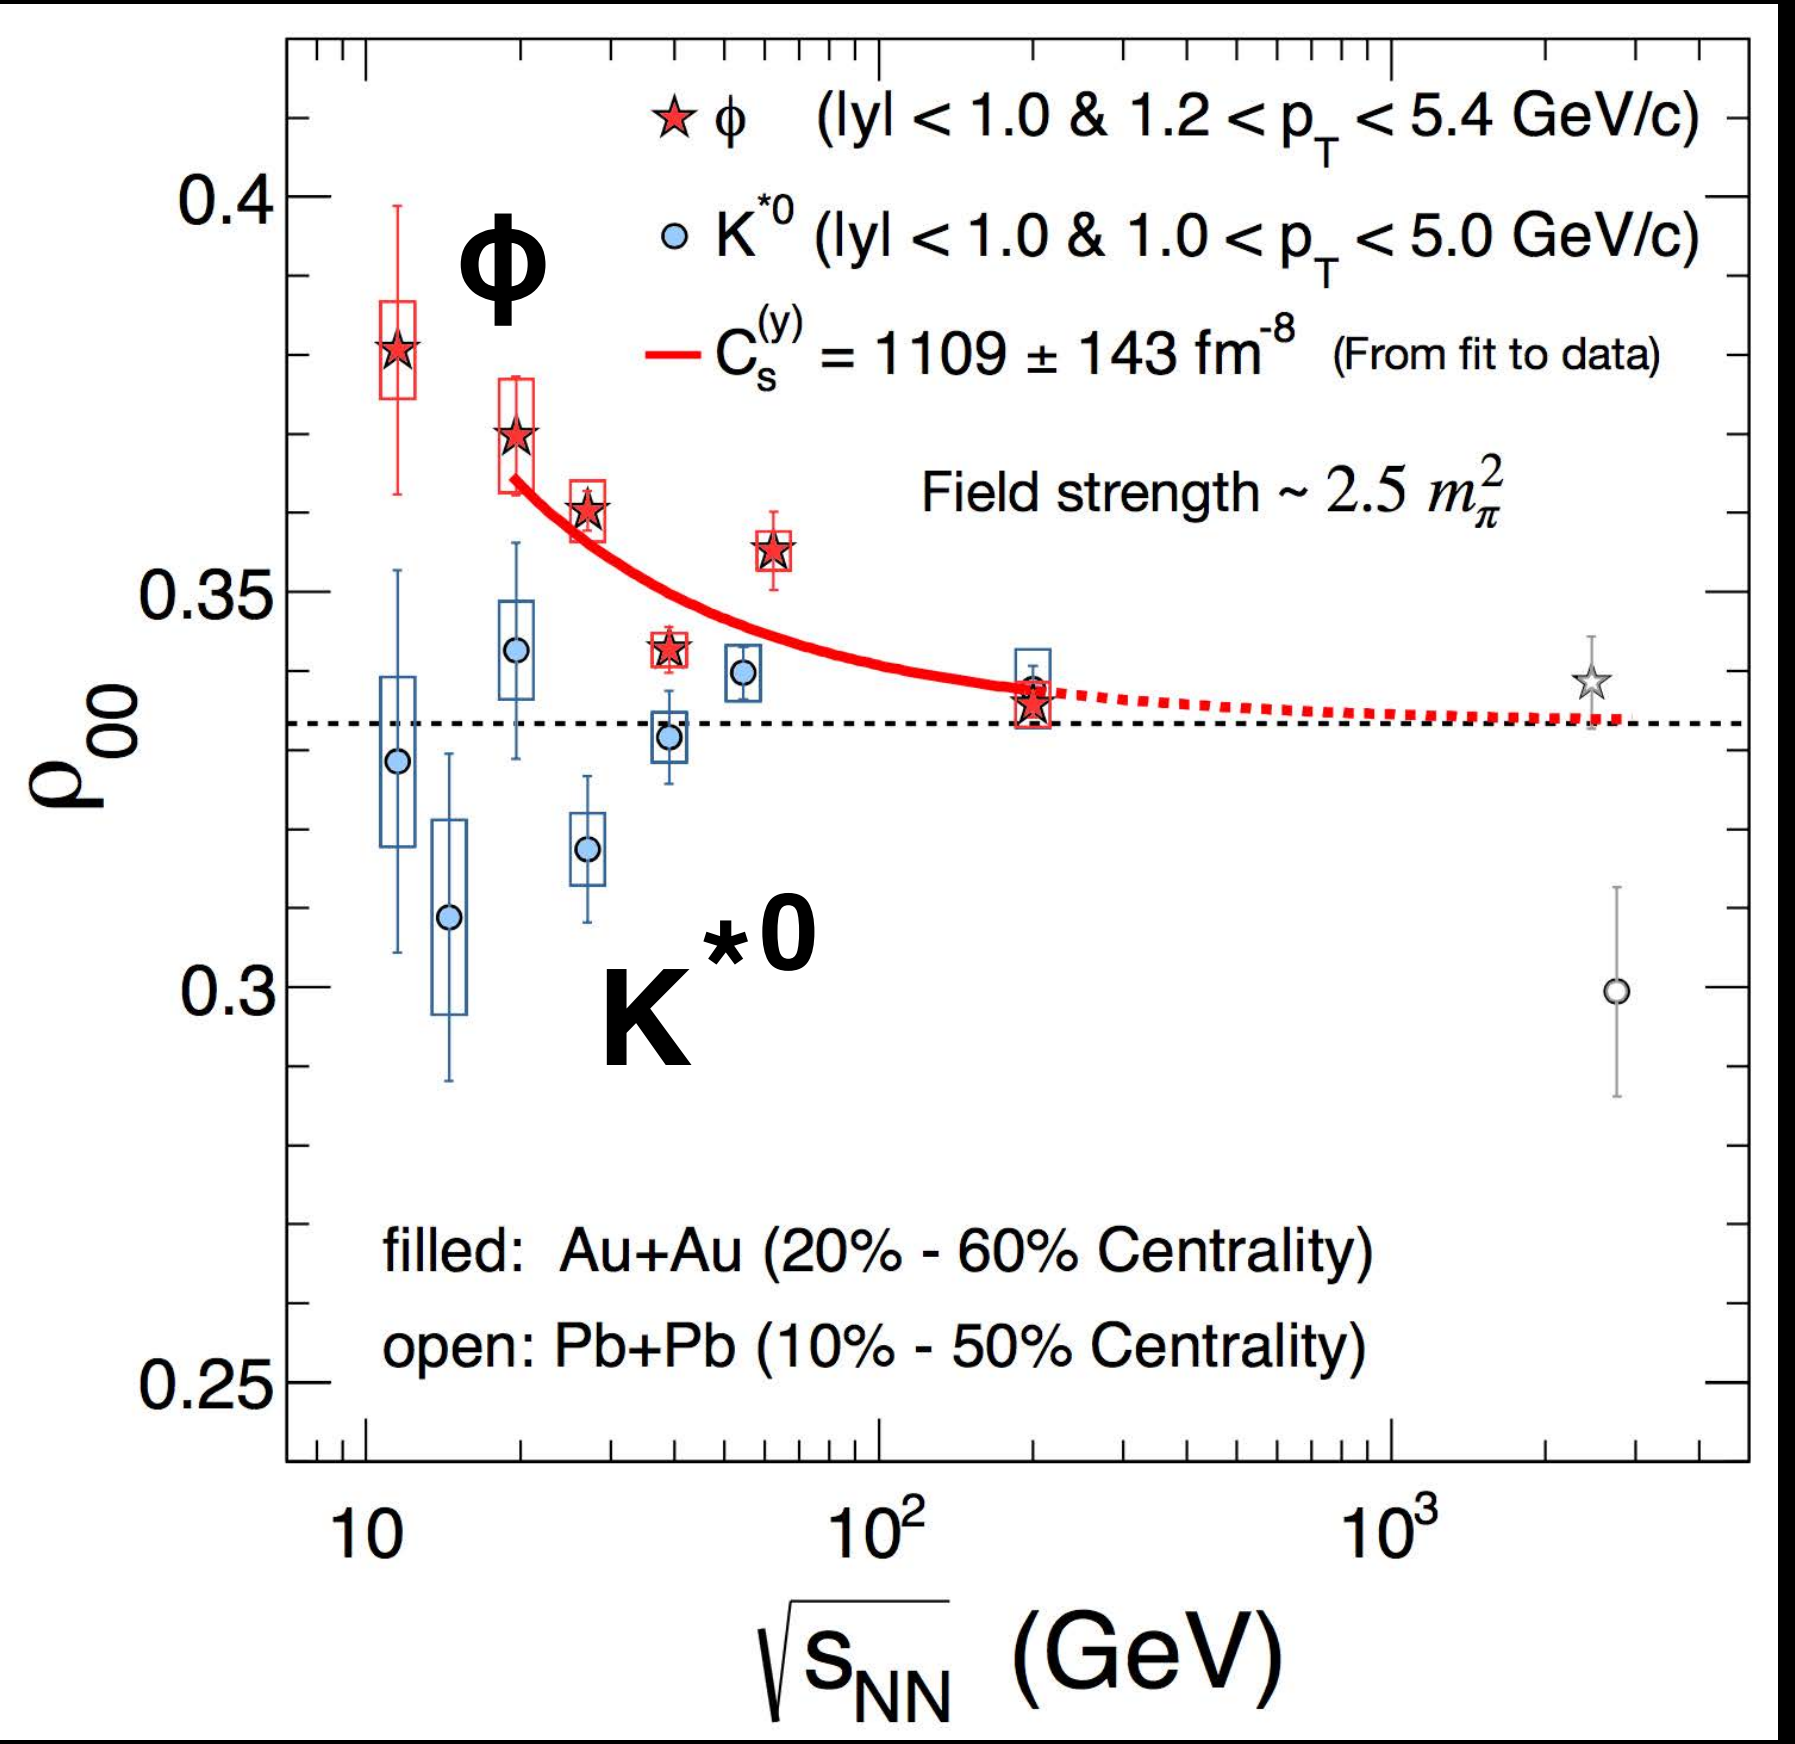 ϕ (|y| < 1.0 & 1.2 < p_T < 5.4 GeV/c)
K*0 (|y| < 1.0 & 1.0 < p_T < 5.0 GeV/c)
C_s^(y) = 1109 ± 143 fm^-8 (From fit to data)
Field strength ~ 2.5 m_π^2
ϕ
K*0
filled: Au+Au (20% - 60% Centrality)
open: Pb+Pb (10% - 50% Centrality)
0.4
0.35
0.3
0.25
ρ_00
10 10^2 10^3
√s_NN (GeV)